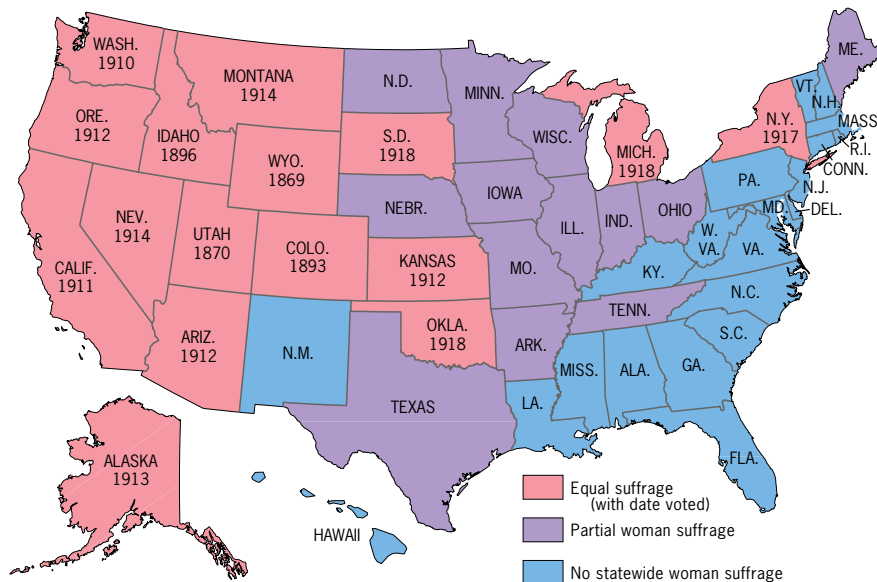 WASH.
1910
MONTANA
1914
N.D.
MINN.
ME.
VT.
N.H.
ORE.
1912
IDAHO
1896
WYO.
1869
S.D.
1918
WISC.
MICH.
1918
N.Y.
1917
MASS.
R.I.
CONN.
NEV.
1914
UTAH
1870
COLO.
1893
NEBR.
IOWA
ILL.
IND.
OHIO
PA.
N.J.
MD.
DEL.
CALIF.
1911
KANSAS
1912
MO.
KY.
W.
VA.
VA.
ARIZ.
1912
N.M.
OKLA.
1918
ARK.
TENN.
N.C.
S.C.
TEXAS
LA.
MISS.
ALA.
GA.
FLA.
ALASKA
1913
HAWAII
Equal suffrage
(with date voted)
Partial woman suffrage
No statewide woman suffrage